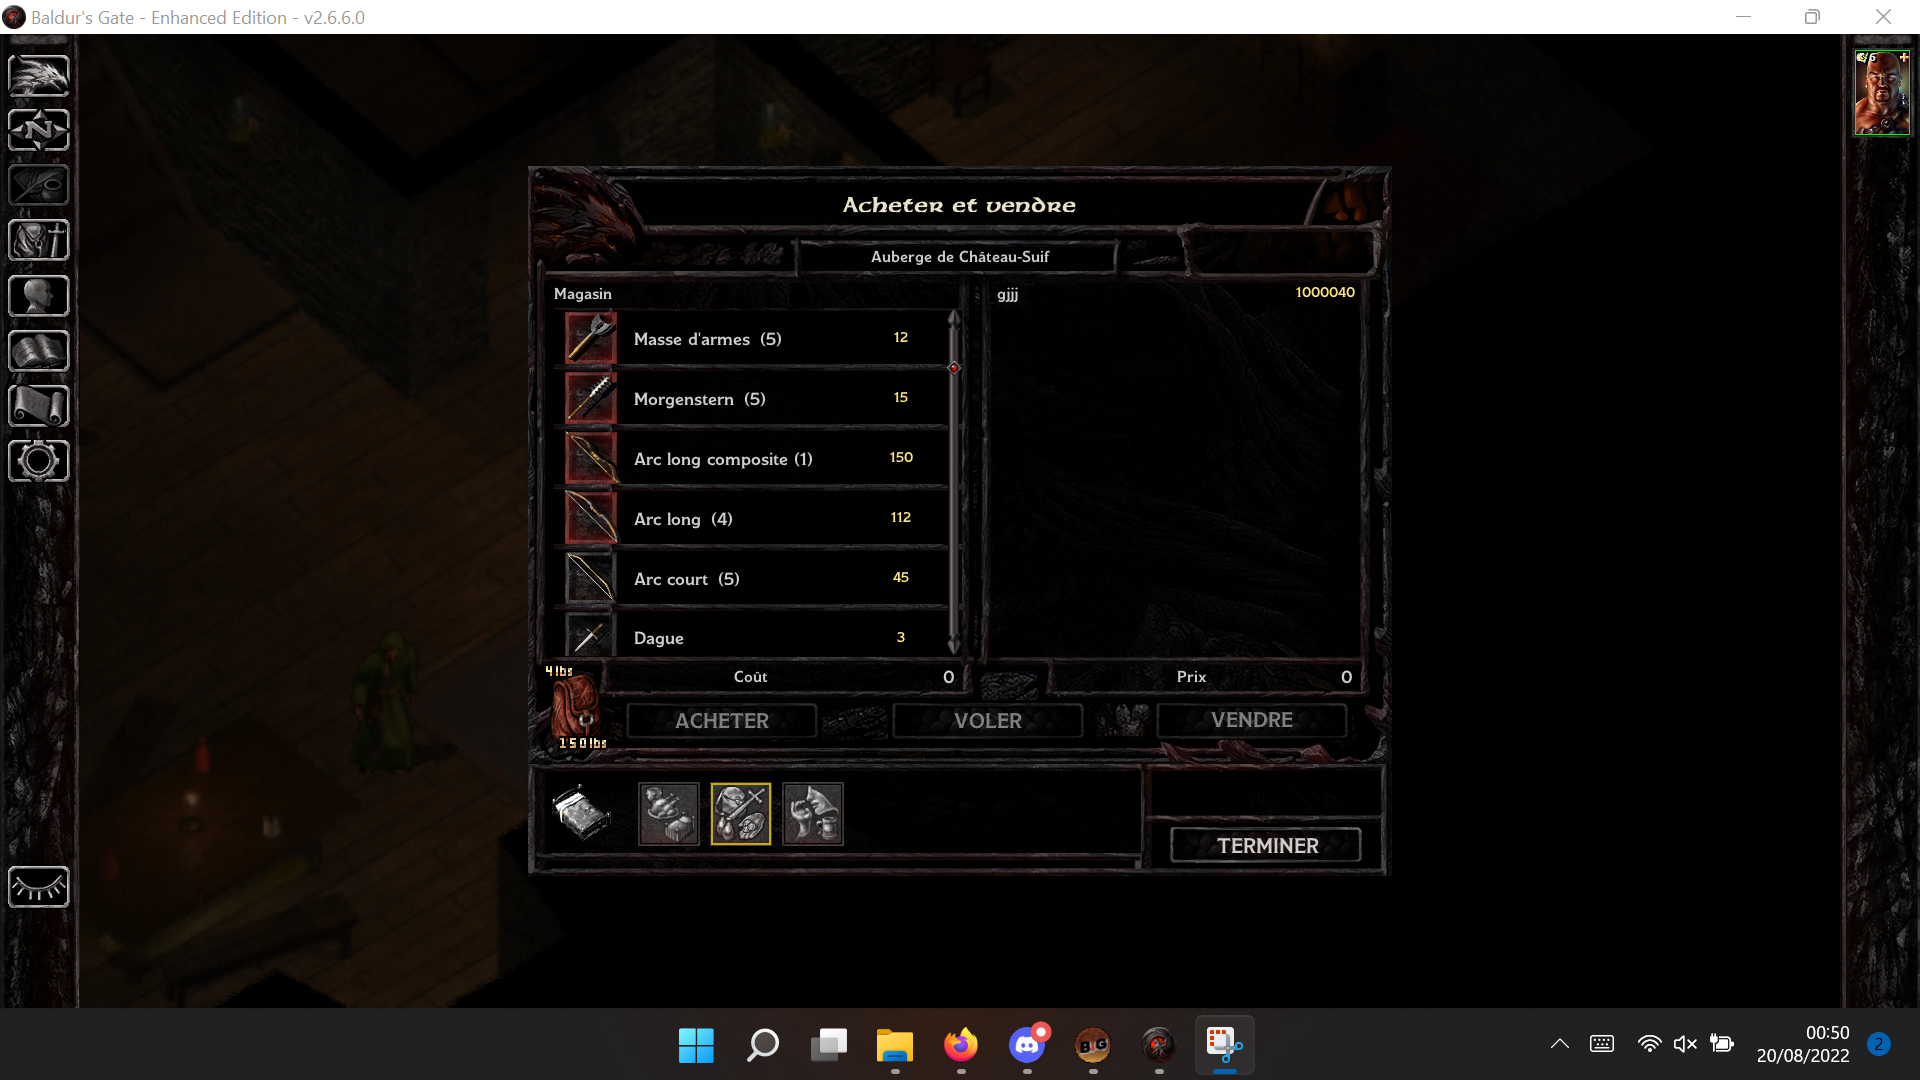 Baldur's Gate - Enhanced Edition - v2.6.6.0
Acheter et vendre
Auberge de Château-Suif
Magasin
gjjj
1000040
Masse d'armes (5)
12
Morgenstern (5)
15
Arc long composite (1)
150
Arc long (4)
112
Arc court (5)
45
Dague
3
4 lbs
150 lbs
Coût
0
Prix
0
ACHETER
VOLER
VENDRE
TERMINER
N
BG
00:50
20/08/2022
2